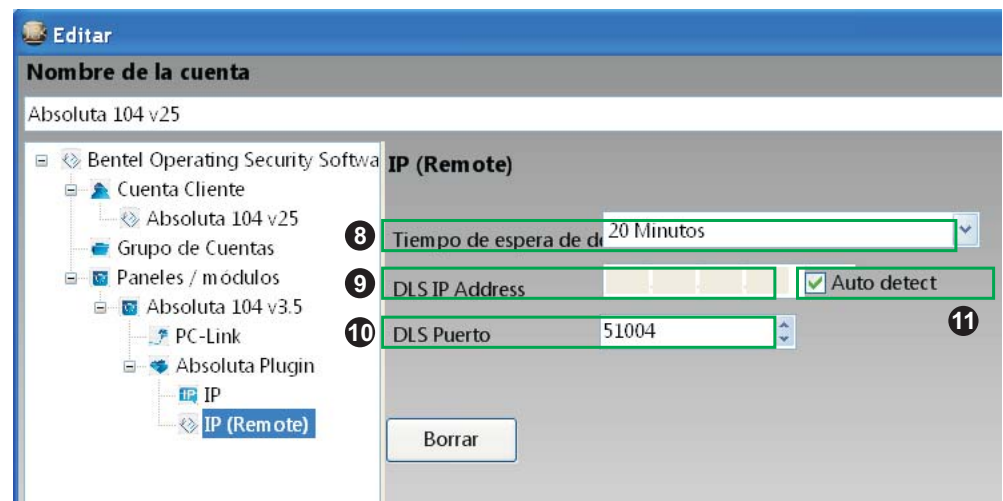 Editar
Nombre de la cuenta
Absoluta 104 v25
Bentel Operating Security Softwa
Cuenta Cliente
Absoluta 104 v25
Grupo de Cuentas
Paneles / módulos
Absoluta 104 v3.5
PC-Link
Absoluta Plugin
IP
IP (Remote)
IP (Remote)
8 Tiempo de espera de de 20 Minutos
9 DLS IP Address Auto detect 11
10 DLS Puerto 51004
Borrar